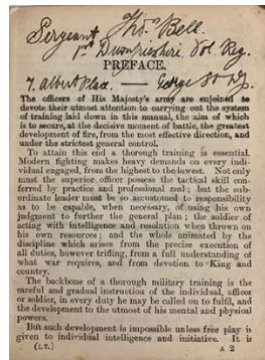 Sergeant Thos. Bell.
1st Dumfriesshire Vol. Reg.
PREFACE.
7, Albert Place — George St
The officers of His Majesty's army are enjoined to
devote their utmost attention to carrying out the system
of training laid down in this manual, the aim of which
is to secure, at the decisive moment of battle, the greatest
development of fire, from the most effective direction, and
under the strictest general control.
To attain this end a thorough training is essential.
Modern fighting makes heavy demands on every indi-
vidual engaged, from the highest to the lowest. Not only
must the superior officer possess the tactical skill con-
ferred by practice and professional zeal; but the sub-
ordinate leader must be so accustomed to responsibility
as to be capable, when necessary, of using his own
judgment to further the general plan; the soldier of
acting with intelligence and resolution when thrown on
his own resources; and the whole animated by the
discipline which arises from the precise execution of
all duties, however trifling, from a full understanding of
what war requires, and from devotion to King and
country.
The backbone of a thorough military training is the
careful and gradual instruction of the individual, officer
or soldier, in every duty he may be called on to fulfil, and
the development to the utmost of his mental and physical
powers.
But such development is impossible unless free play is
given to individual intelligence and initiative. It is
(I.T.) A 2